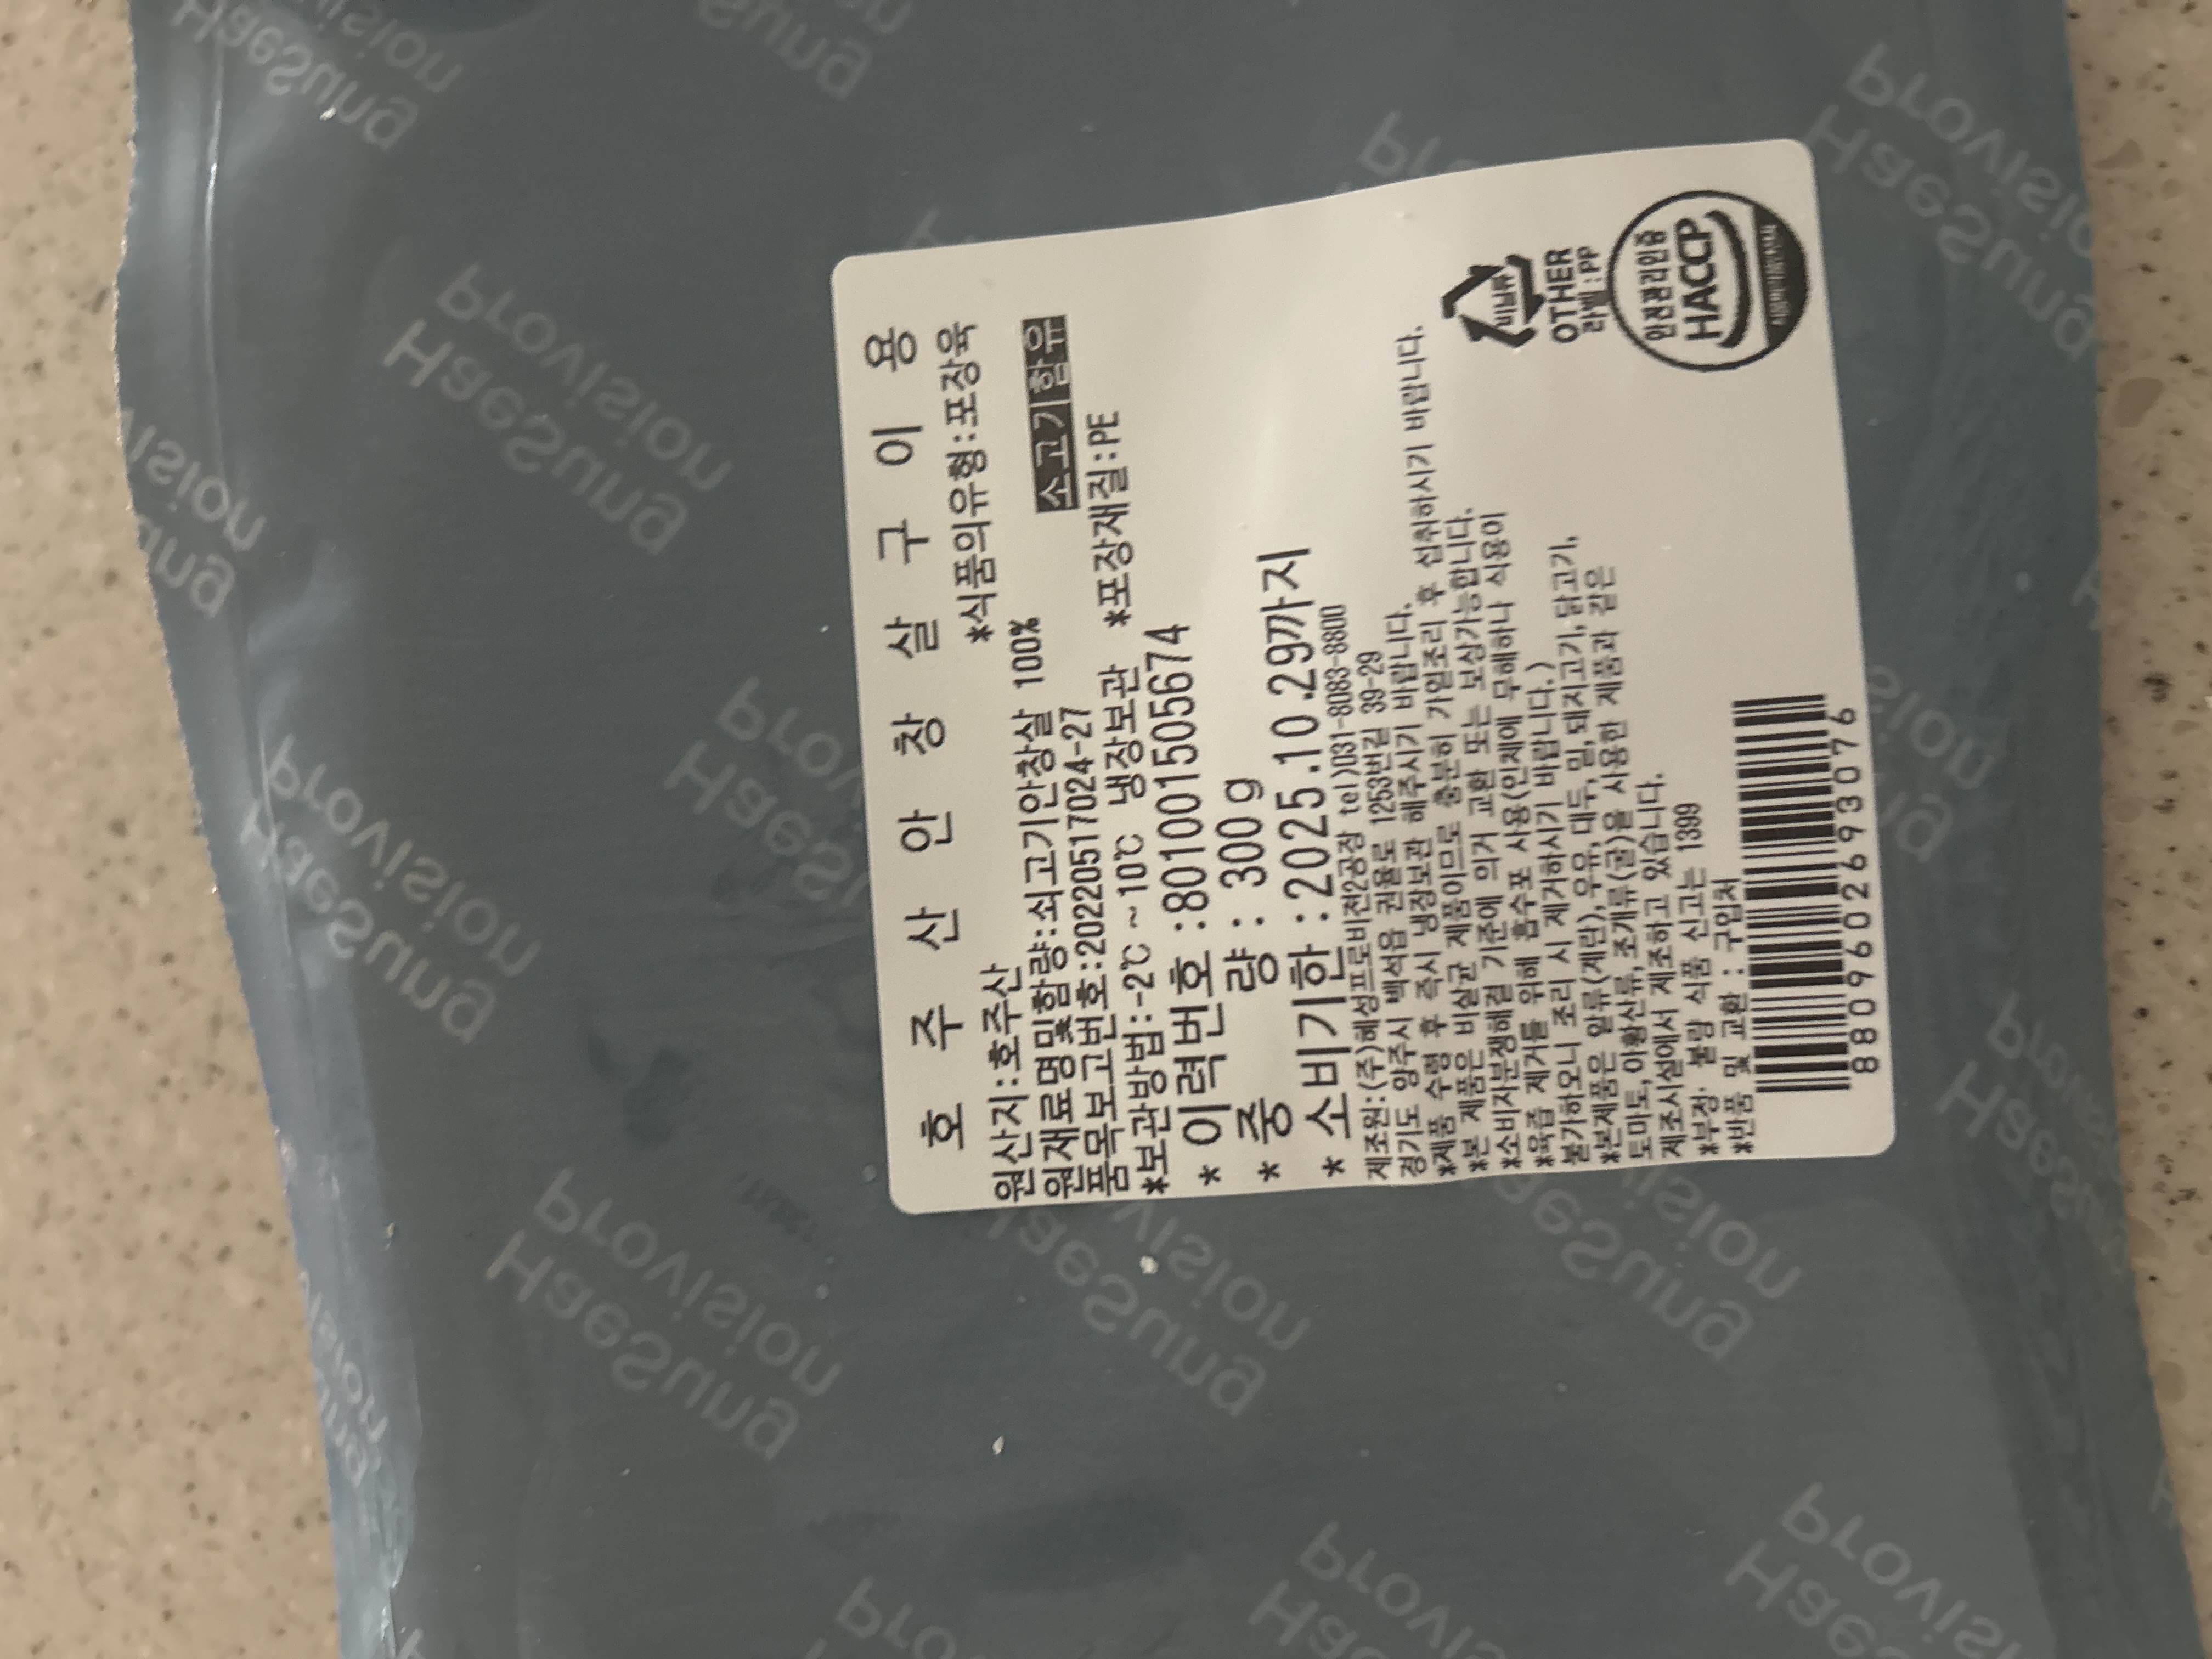 호 주 산 안 창 살 구 이 용
원산지:호주산 *식품의유형:포장육
원재료명및함량:쇠고기안창살 100% 소고기함유
품목보고번호:2022051 7024-27
*보관방법:-2℃~10℃ 냉장보관 *포장재질:PE
* 이력번호 :801001505674
* 중 량 : 300g
* 소비기한 :2025.10.29까지
제조원:(주)혜성프로비젼2공장 tel)031-8083-8800
경기도 양주시 백석읍 권율로 1253번길 39-29
*제품 수령 후 즉시 냉장보관 해주시기 바랍니다.
*본 제품은 비살균 제품이므로 충분히 가열조리 후 섭취하시기 바랍니다.
*소비자분쟁해결 기준에 의거 교환 또는 보상가능합니다.
*육즙 제거를 위해 흡수포 사용(인체에 무해하나 식용이
불가하오니 조리 시 제거하시기 바랍니다.)
*본제품은 알류(계란),우유,대두,밀,돼지고기,닭고기,
토마토,이황산류,조개류(굴)을 사용한 제품과 같은
제조시설에서 제조하고 있습니다.
*부정. 불량 식품 신고는 1399
*반품 및 교환 : 구입처
8809602693076
비닐류
OTHER
라벨:PP
안전관리인증
HACCP
식품의약품안전처
HaeSung
Provision